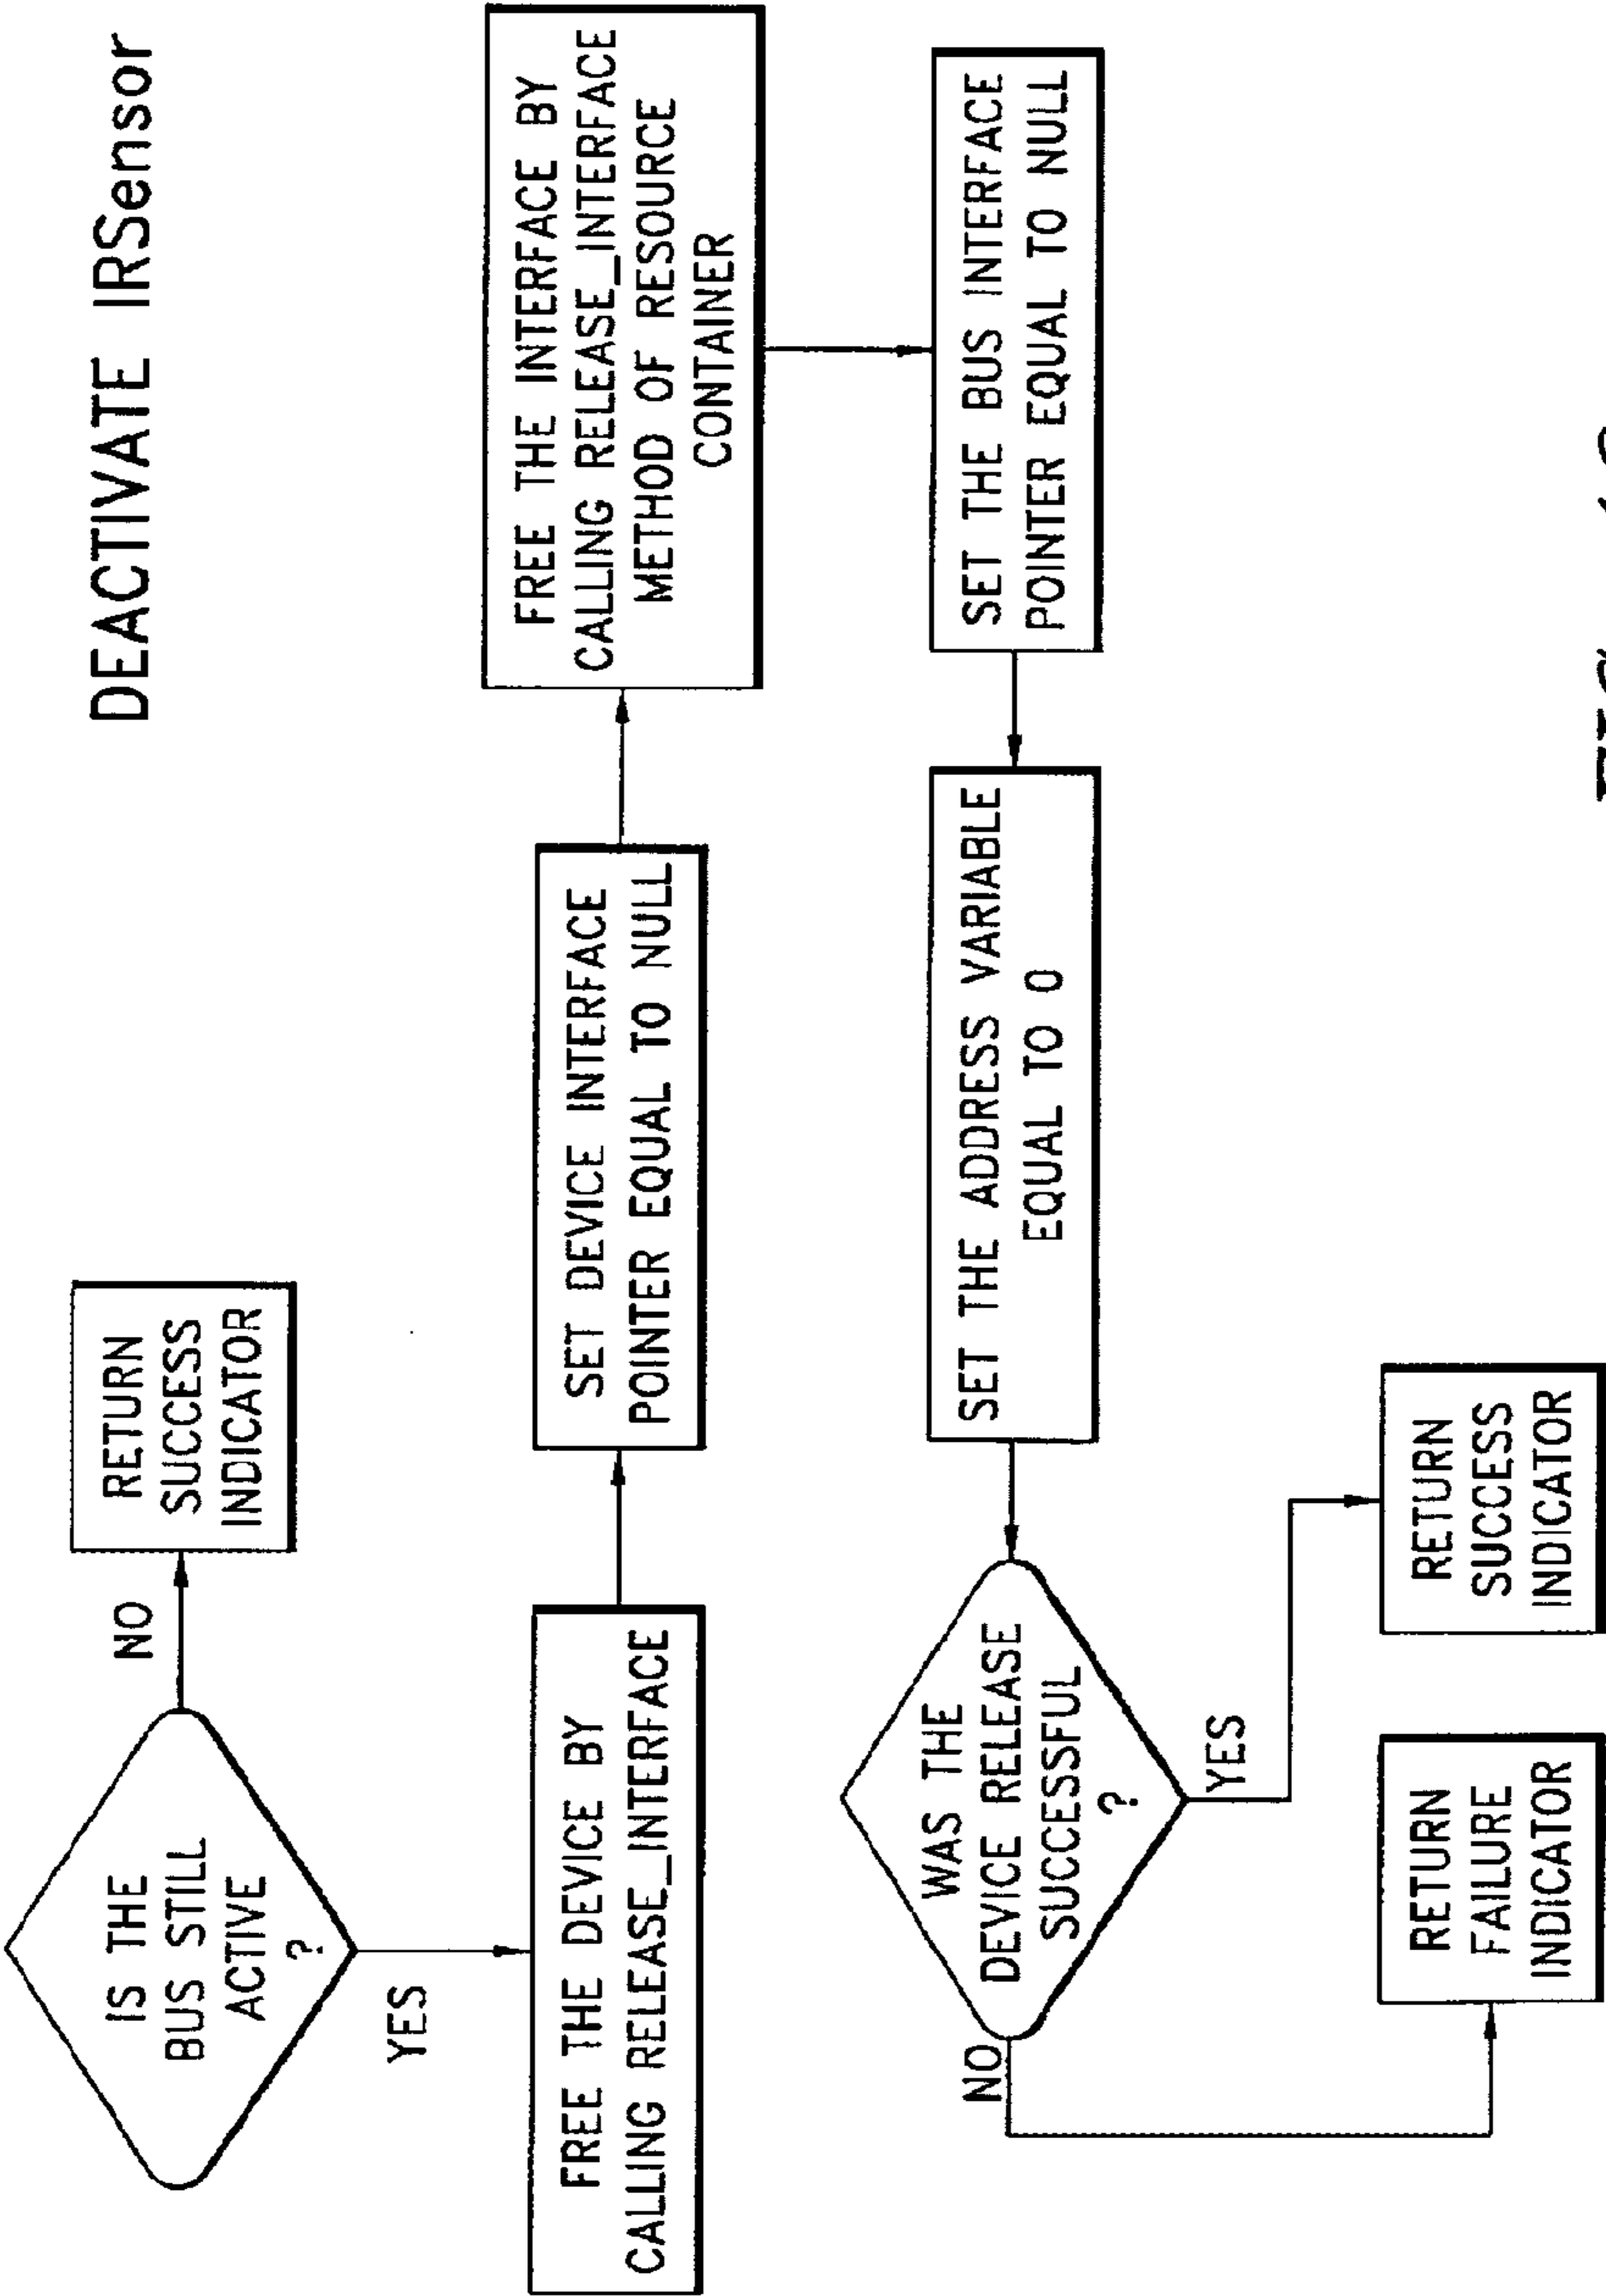 DEACTIVATE IRSensor
IS THE
BUS STILL
ACTIVE
?
NO
RETURN
SUCCESS
INDICATOR
YES
FREE THE DEVICE BY
CALLING RELEASE_INTERFACE
SET DEVICE INTERFACE
POINTER EQUAL TO NULL
FREE THE INTERFACE BY
CALLING RELEASE_INTERFACE
METHOD OF RESOURCE
CONTAINER
SET THE BUS INTERFACE
POINTER EQUAL TO NULL
SET THE ADDRESS VARIABLE
EQUAL TO 0
WAS THE
DEVICE RELEASE
SUCCESSFUL
?
NO
YES
RETURN
FAILURE
INDICATOR
RETURN
SUCCESS
INDICATOR